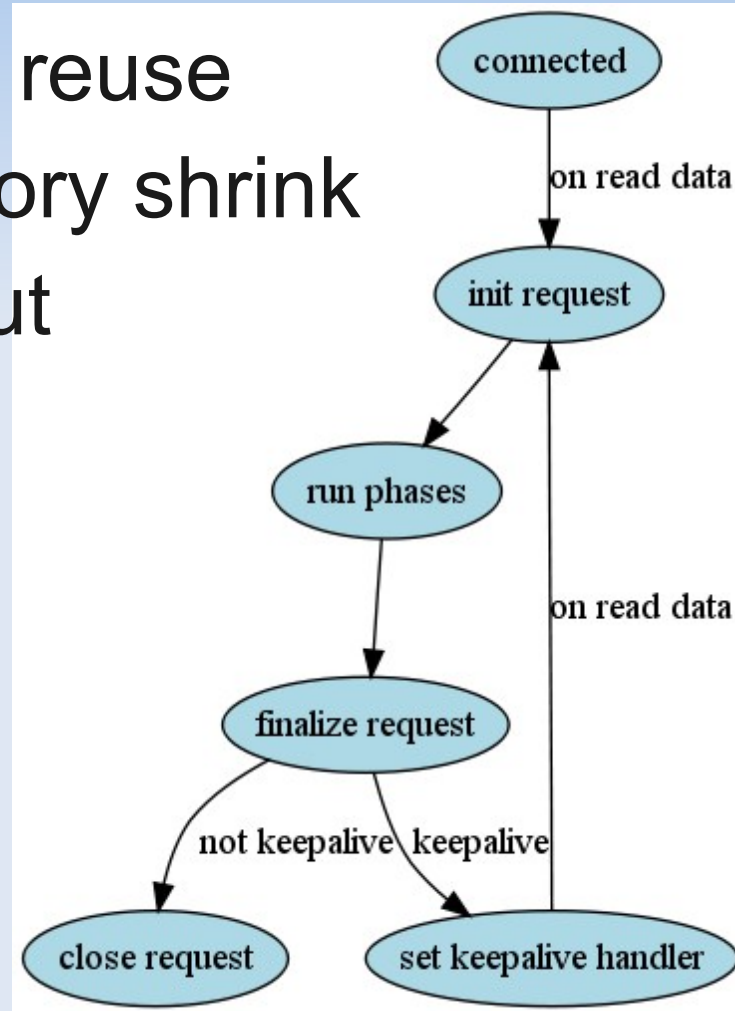 reuse
connected
on read data
ory shrink
init request
ut
run phases
on read data
finalize request
not keepalive
keepalive
close request
set keepalive handler